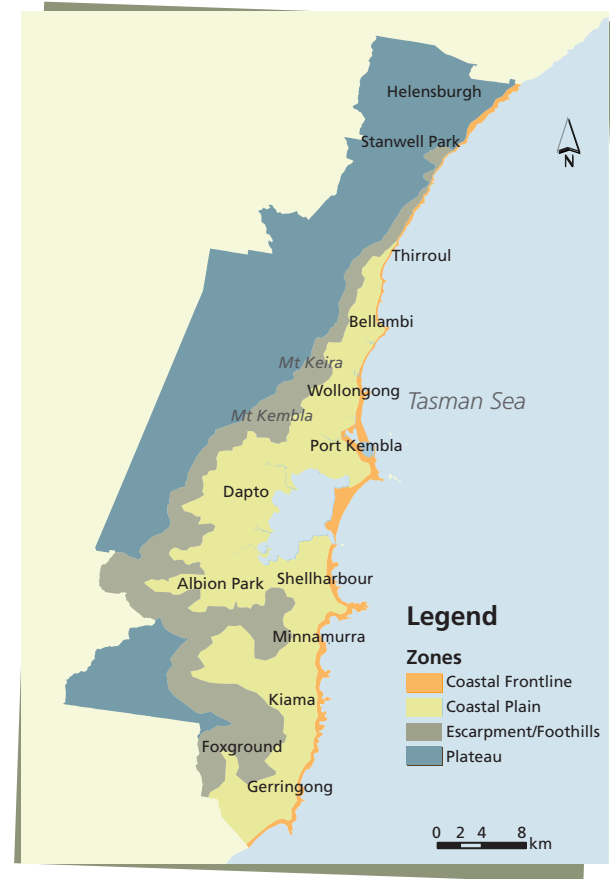 Helensburgh
Stanwell Park
N
Thirroul
Bellambi
Mt Keira
Wollongong
Tasman Sea
Mt Kembla
Port Kembla
Dapto
Albion Park
Shellharbour
Minnamurra
Kiama
Foxground
Gerringong
Legend
Zones
Coastal Frontline
Coastal Plain
Escarpment/Foothills
Plateau
0 2 4 8
km